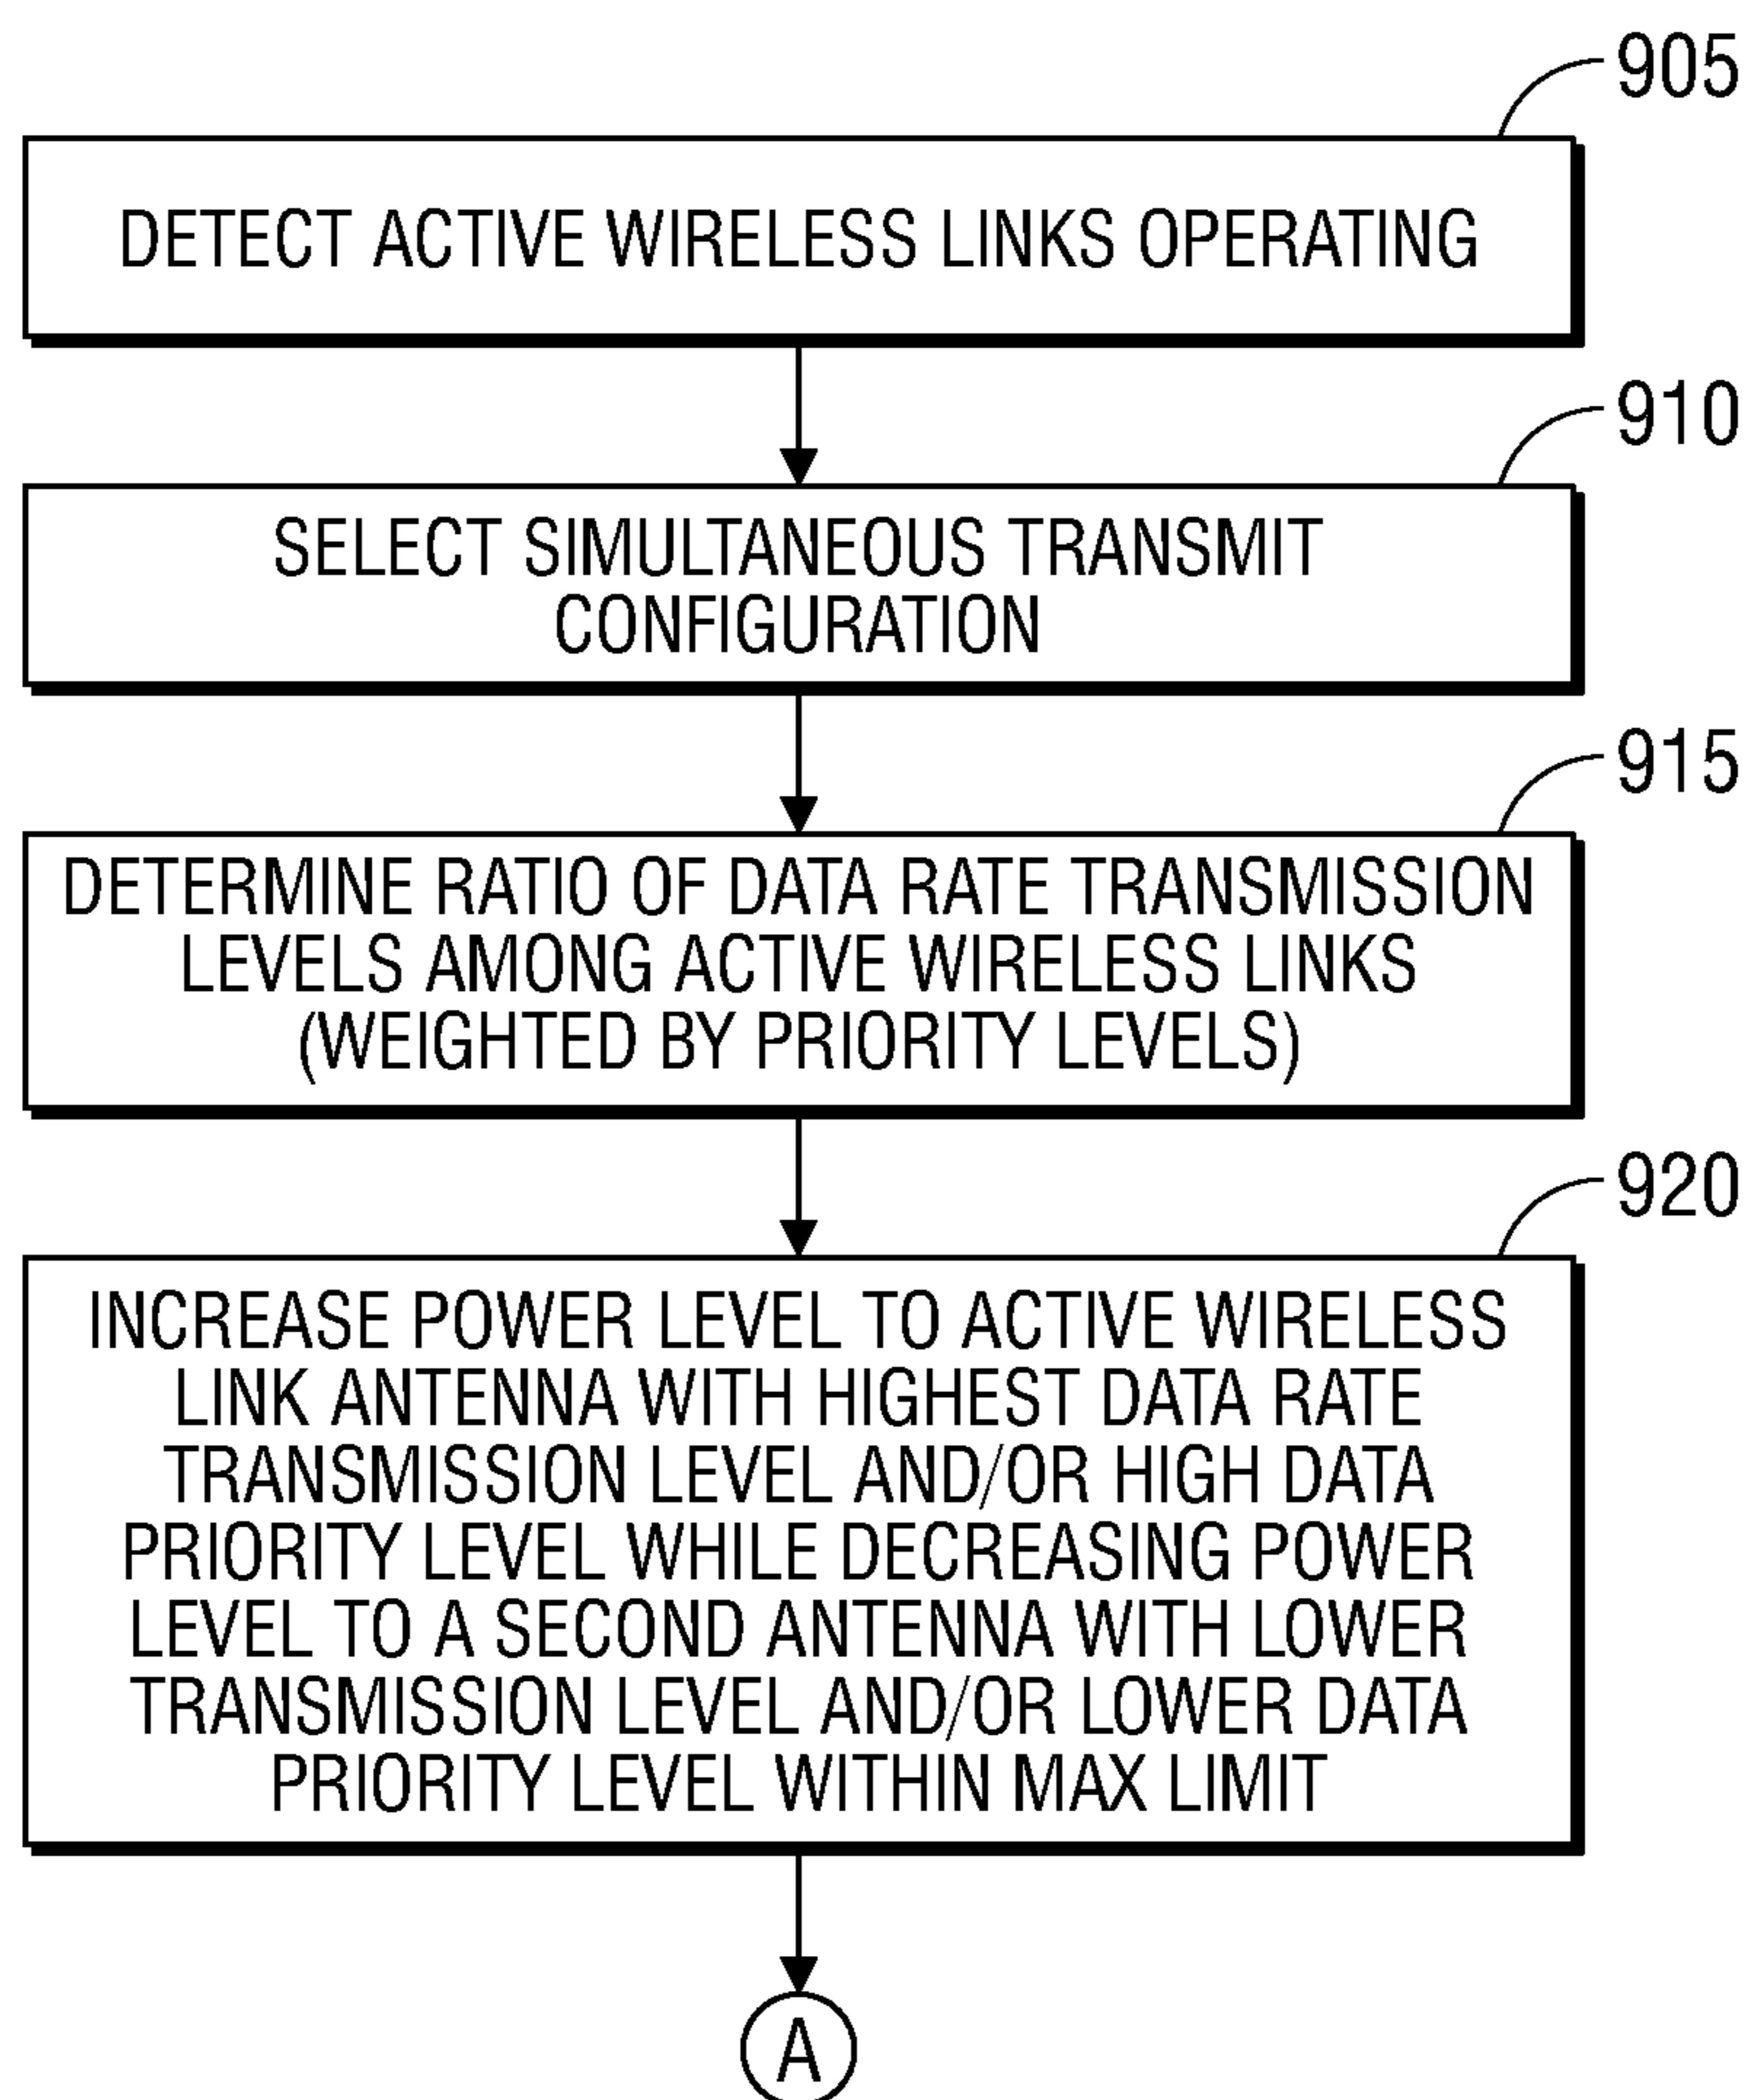 905
DETECT ACTIVE WIRELESS LINKS OPERATING
910
SELECT SIMULTANEOUS TRANSMIT
CONFIGURATION
915
DETERMINE RATIO OF DATA RATE TRANSMISSION
LEVELS AMONG ACTIVE WIRELESS LINKS
(WEIGHTED BY PRIORITY LEVELS)
920
INCREASE POWER LEVEL TO ACTIVE WIRELESS
LINK ANTENNA WITH HIGHEST DATA RATE
TRANSMISSION LEVEL AND/OR HIGH DATA
PRIORITY LEVEL WHILE DECREASING POWER
LEVEL TO A SECOND ANTENNA WITH LOWER
TRANSMISSION LEVEL AND/OR LOWER DATA
PRIORITY LEVEL WITHIN MAX LIMIT
A